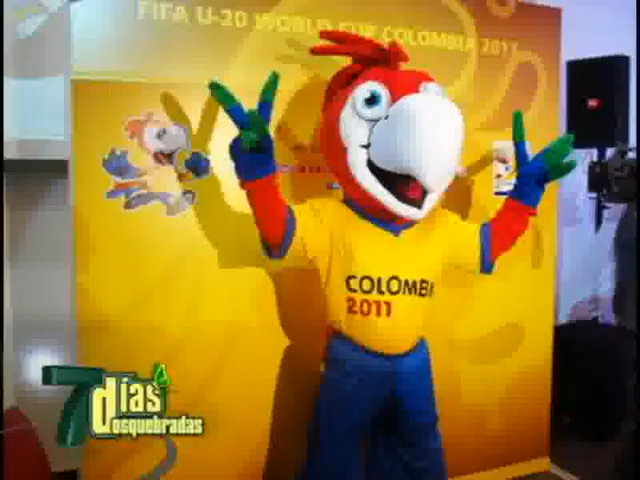 FIFA U-20 WORLD CUP COLOMBIA 2011
COLOMBI
2011
7 días
dosquebradas